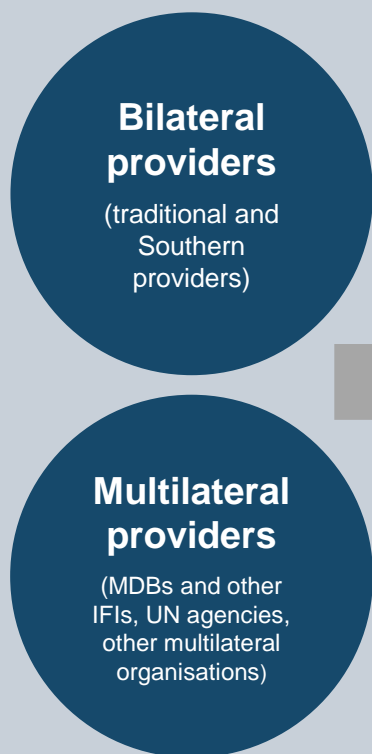 Bilateral
providers
(traditional and
Southern
providers)
Multilateral
providers
(MDBs and other
IFIs, UN agencies,
other multilateral
organisations)